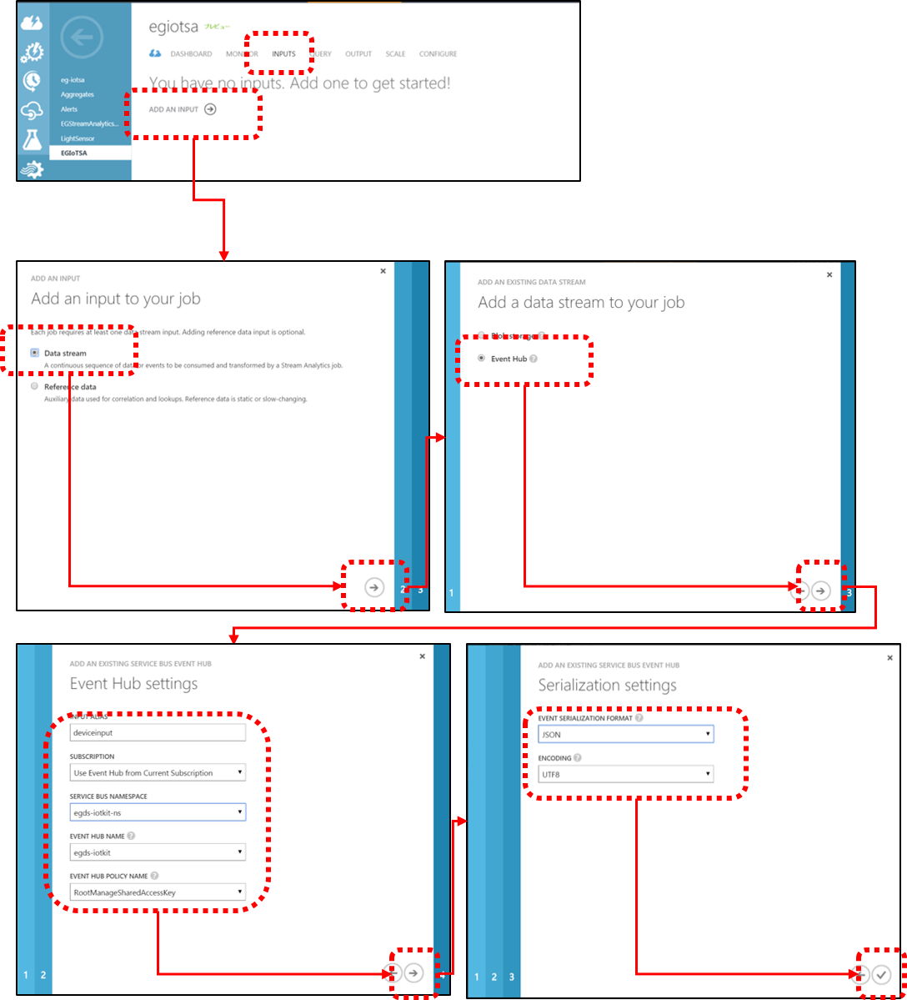 egiotsa プレビュー
DASHBOARD MONITOR INPUTS QUERY OUTPUT SCALE CONFIGURE
You have no inputs. Add one to get started!
ADD AN INPUT
eg-iotsa
Aggregates
Alerts
EGStreamAnalytics...
LightSensor
EGIoTSA
ADD AN INPUT
Add an input to your job
Each job requires at least one data stream input. Adding reference data input is optional.
Data stream
A continuous sequence of data or events to be consumed and transformed by a Stream Analytics job.
Reference data
Auxiliary data used for correlation and lookups. Reference data is static or slow-changing.
2 3
ADD AN EXISTING DATA STREAM
Add a data stream to your job
Blob storage ?
Event Hub ?
1
3
ADD AN EXISTING SERVICE BUS EVENT HUB
Event Hub settings
INPUT ALIAS
deviceinput
SUBSCRIPTION
Use Event Hub from Current Subscription
SERVICE BUS NAMESPACE
egds-iotkit-ns
EVENT HUB NAME ?
egds-iotkit
EVENT HUB POLICY NAME ?
RootManageSharedAccessKey
1 2
4
ADD AN EXISTING SERVICE BUS EVENT HUB
Serialization settings
EVENT SERIALIZATION FORMAT ?
JSON
ENCODING ?
UTF8
1 2 3